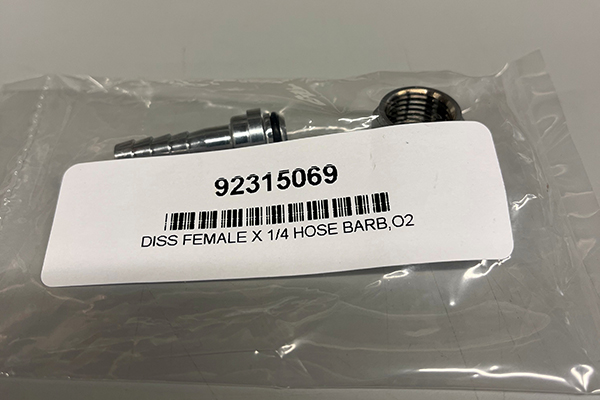 92315069
DISS FEMALE X 1/4 HOSE BARB,O2